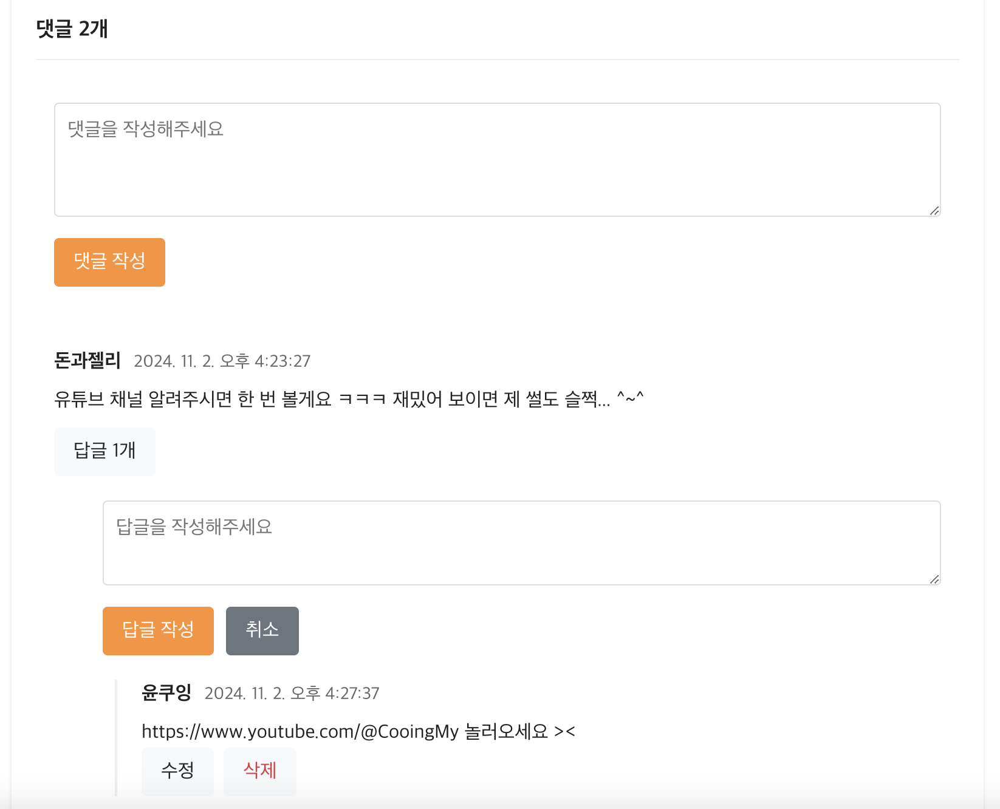 댓글 2개
댓글을 작성해주세요
댓글 작성
돈과젤리 2024. 11. 2. 오후 4:23:27
유튜브 채널 알려주시면 한 번 볼게요 ㅋㅋㅋ 재밌어 보이면 제 썰도 슬쩍... ^~^
답글 1개
답글을 작성해주세요
답글 작성 취소
윤쿠잉 2024. 11. 2. 오후 4:27:37
https://www.youtube.com/@CooingMy 놀러오세요 ><
수정 삭제